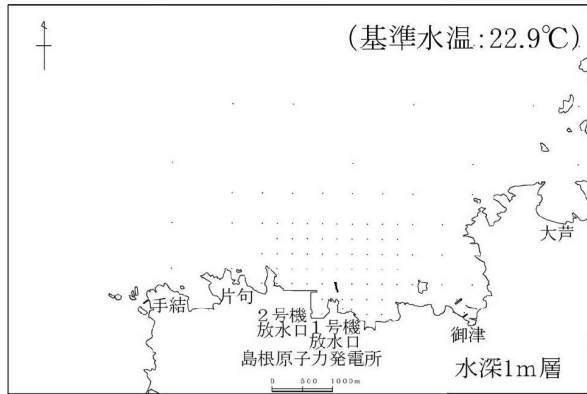 (基準水温:22.9℃)
大芦
手結
片句
2号機
放水口
1号機
放水口
御津
島根原子力発電所
水深1m層
0 500 1000m